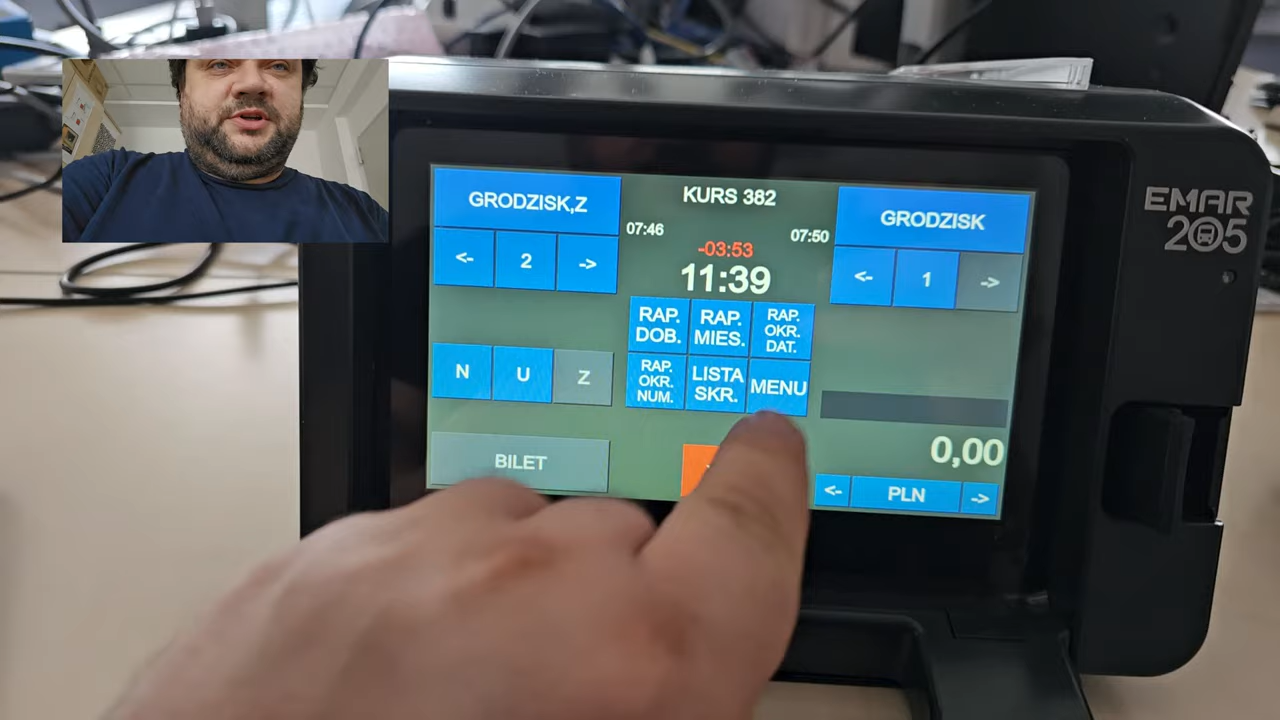 EMAR
205
GRODZISK,Z
<-
2
->
KURS 382
07:46
07:50
-03:53
11:39
GRODZISK
<-
1
->
RAP.
DOB.
RAP.
MIES.
RAP.
OKR.
DAT.
RAP.
OKR.
NUM.
LISTA
SKR.
MENU
N
U
Z
BILET
0,00
<-
PLN
->